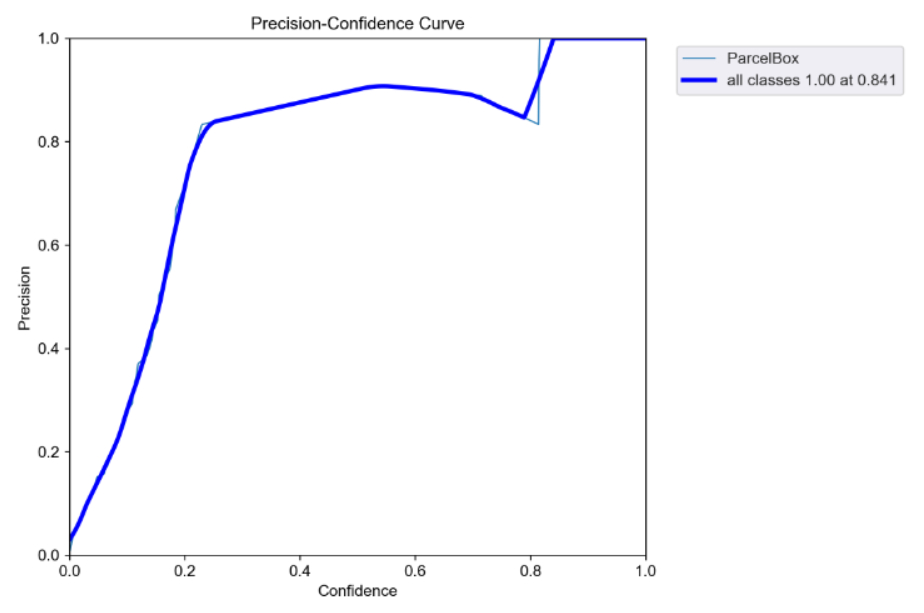 Precision-Confidence Curve
ParcelBox
all classes 1.00 at 0.841
1.0
0.8
0.6
0.4
0.2
0.0
Precision
0.0 0.2 0.4 0.6 0.8 1.0
Confidence